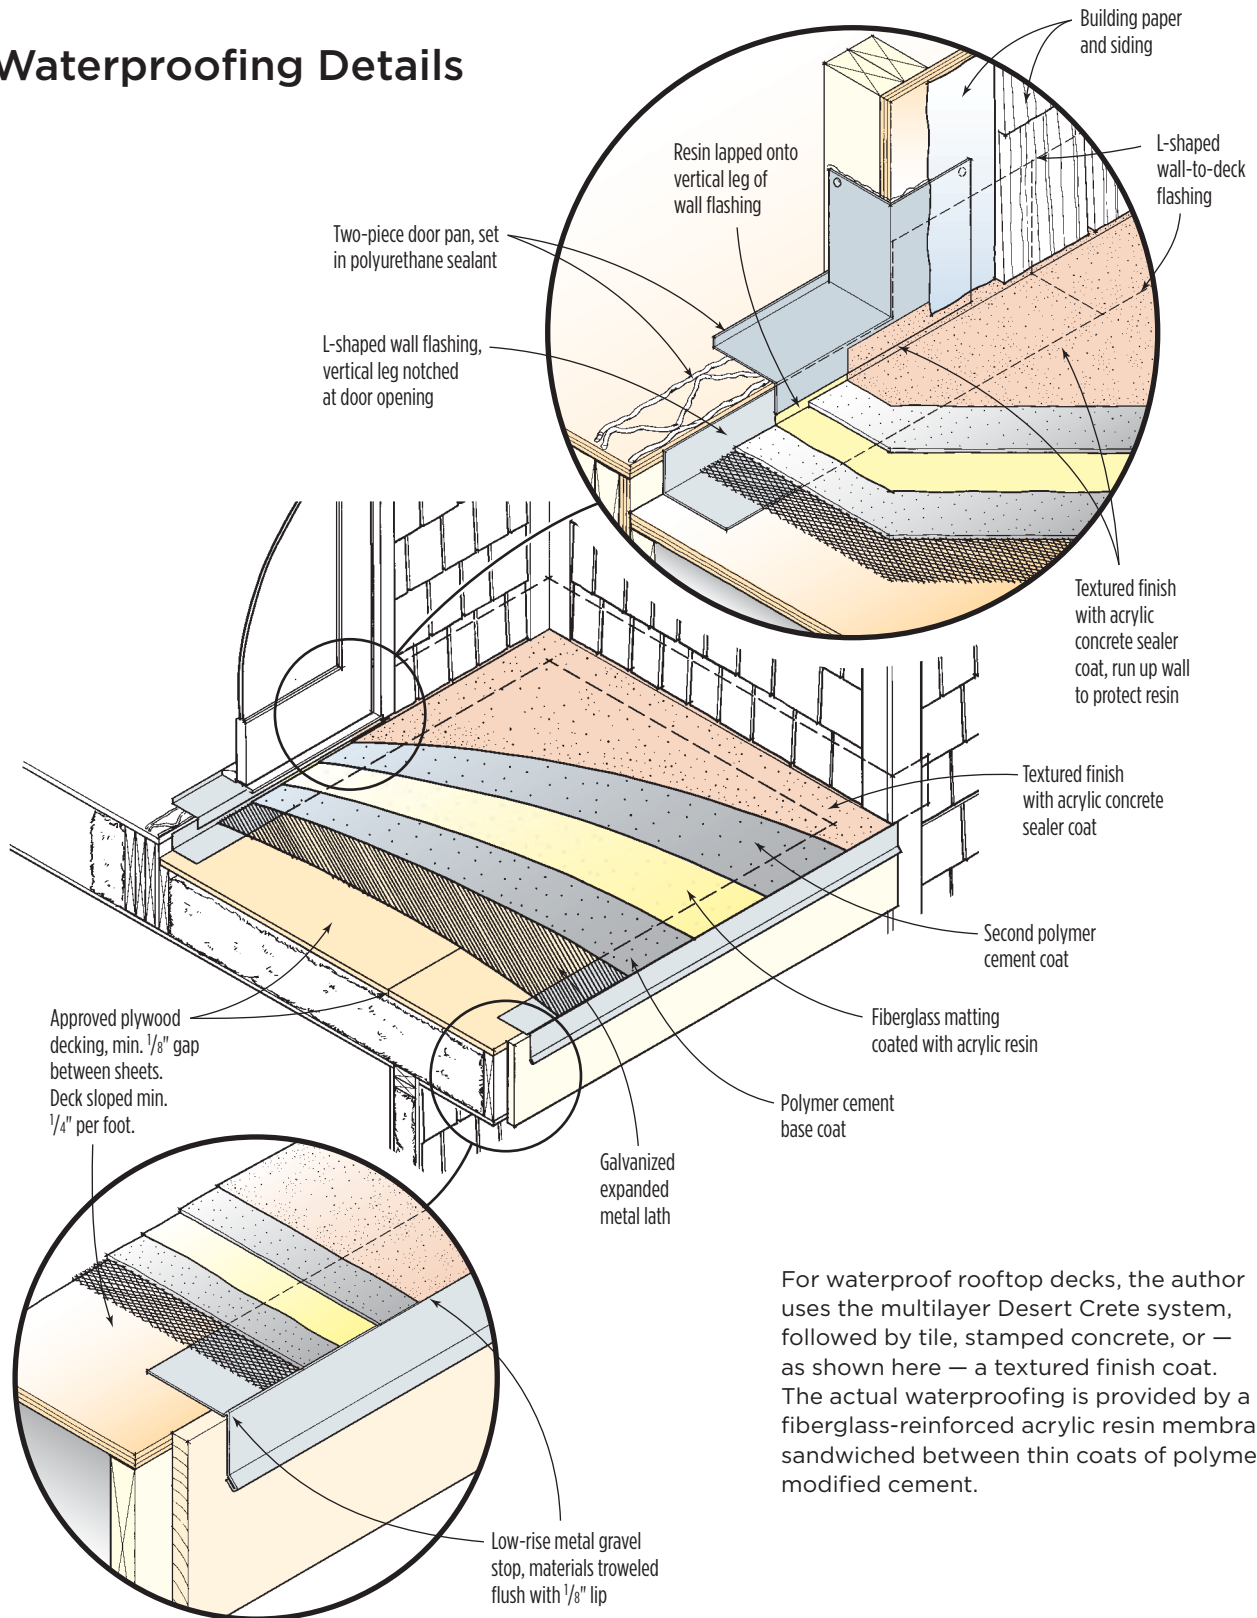 Waterproofing Details
Building paper
and siding
Resin lapped onto
vertical leg of
wall flashing
L-shaped
wall-to-deck
flashing
Two-piece door pan, set
in polyurethane sealant
L-shaped wall flashing,
vertical leg notched
at door opening
Textured finish
with acrylic
concrete sealer
coat, run up wall
to protect resin
Textured finish
with acrylic concrete
sealer coat
Second polymer
cement coat
Fiberglass matting
coated with acrylic resin
Polymer cement
base coat
Galvanized
expanded
metal lath
Approved plywood
decking, min. 1/8" gap
between sheets.
Deck sloped min.
1/4" per foot.
Low-rise metal gravel
stop, materials troweled
flush with 1/8" lip
For waterproof rooftop decks, the author
uses the multilayer Desert Crete system,
followed by tile, stamped concrete, or —
as shown here — a textured finish coat.
The actual waterproofing is provided by a
fiberglass-reinforced acrylic resin membra
sandwiched between thin coats of polyme
modified cement.